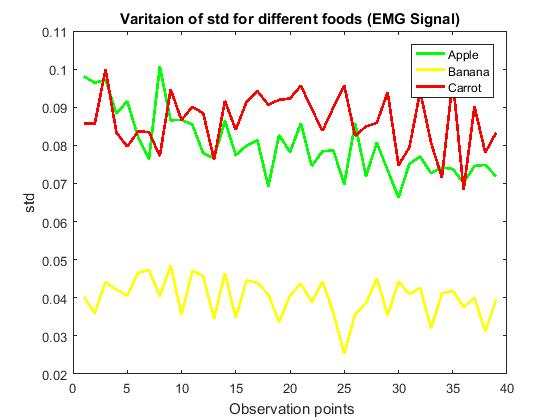 Varitaion of std for different foods (EMG Signal)
0.11
0.1
0.09
0.08
0.07
0.06
0.05
0.04
0.03
0.02
std
Apple
Banana
Carrot
0 5 10 15 20 25 30 35 40
Observation points